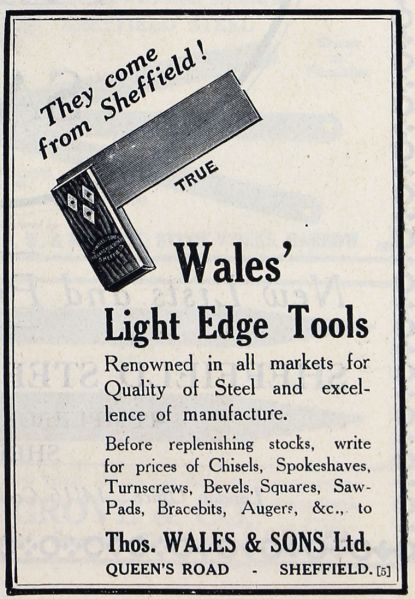 They come
from Sheffield!
TRUE
Wales'
Light Edge Tools
Renowned in all markets for
Quality of Steel and excel-
lence of manufacture.
Before replenishing stocks, write
for prices of Chisels, Spokeshaves,
Turnscrews, Bevels, Squares, Saw-
Pads, Bracebits, Augers, &c., to
Thos. WALES & SONS Ltd.
QUEEN'S ROAD - SHEFFIELD. [5]